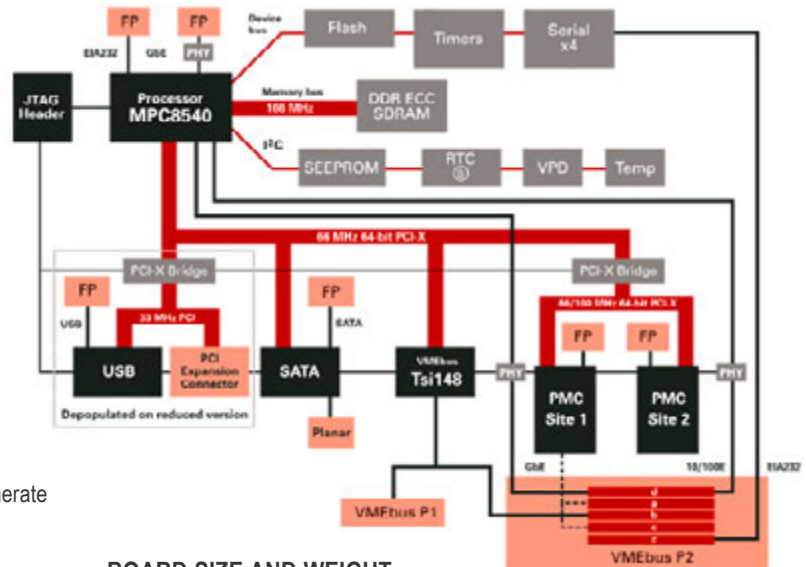 FP
FP
Device bus
Flash
Timers
Serial x4
EIA232
GbE
PHY
JTAG Header
Processor MPC8540
Memory bus
166 MHz
DDR ECC SDRAM
I²C
SEEPROM
RTC
VPD
Temp
66 MHz 64-bit PCI-X
PCI-X Bridge
PCI-X Bridge
FP
USB
33 MHz PCI
FP
SATA
66/100 MHz 64-bit PCI-X
FP
FP
USB
PCI Expansion Connector
SATA
VMEbus Tsi148
PHY
PMC Site 1
PMC Site 2
PHY
Depopulated on reduced version
Planar
GbE
10/100E
EIA232
nerate
VMEbus P1
d
a
b
c
VMEbus P2
BOARD SIZE AND WEIGHT